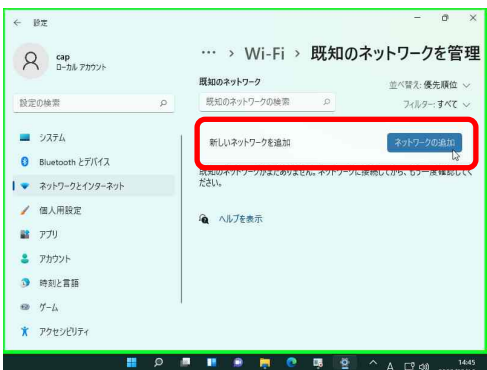 ← 設定
cap
ローカル アカウント
… › Wi-Fi › 既知のネットワークを管理
既知のネットワーク
並べ替え: 優先順位
設定の検索
既知のネットワークの検索
フィルター: すべて
新しいネットワークを追加
ネットワークの追加
既知のネットワークがまだありません。ネットワークに接続してから、もう一度確認してく
ださい。
ヘルプを表示
システム
Bluetooth とデバイス
ネットワークとインターネット
個人用設定
アプリ
アカウント
時刻と言語
ゲーム
アクセシビリティ
A
14:45